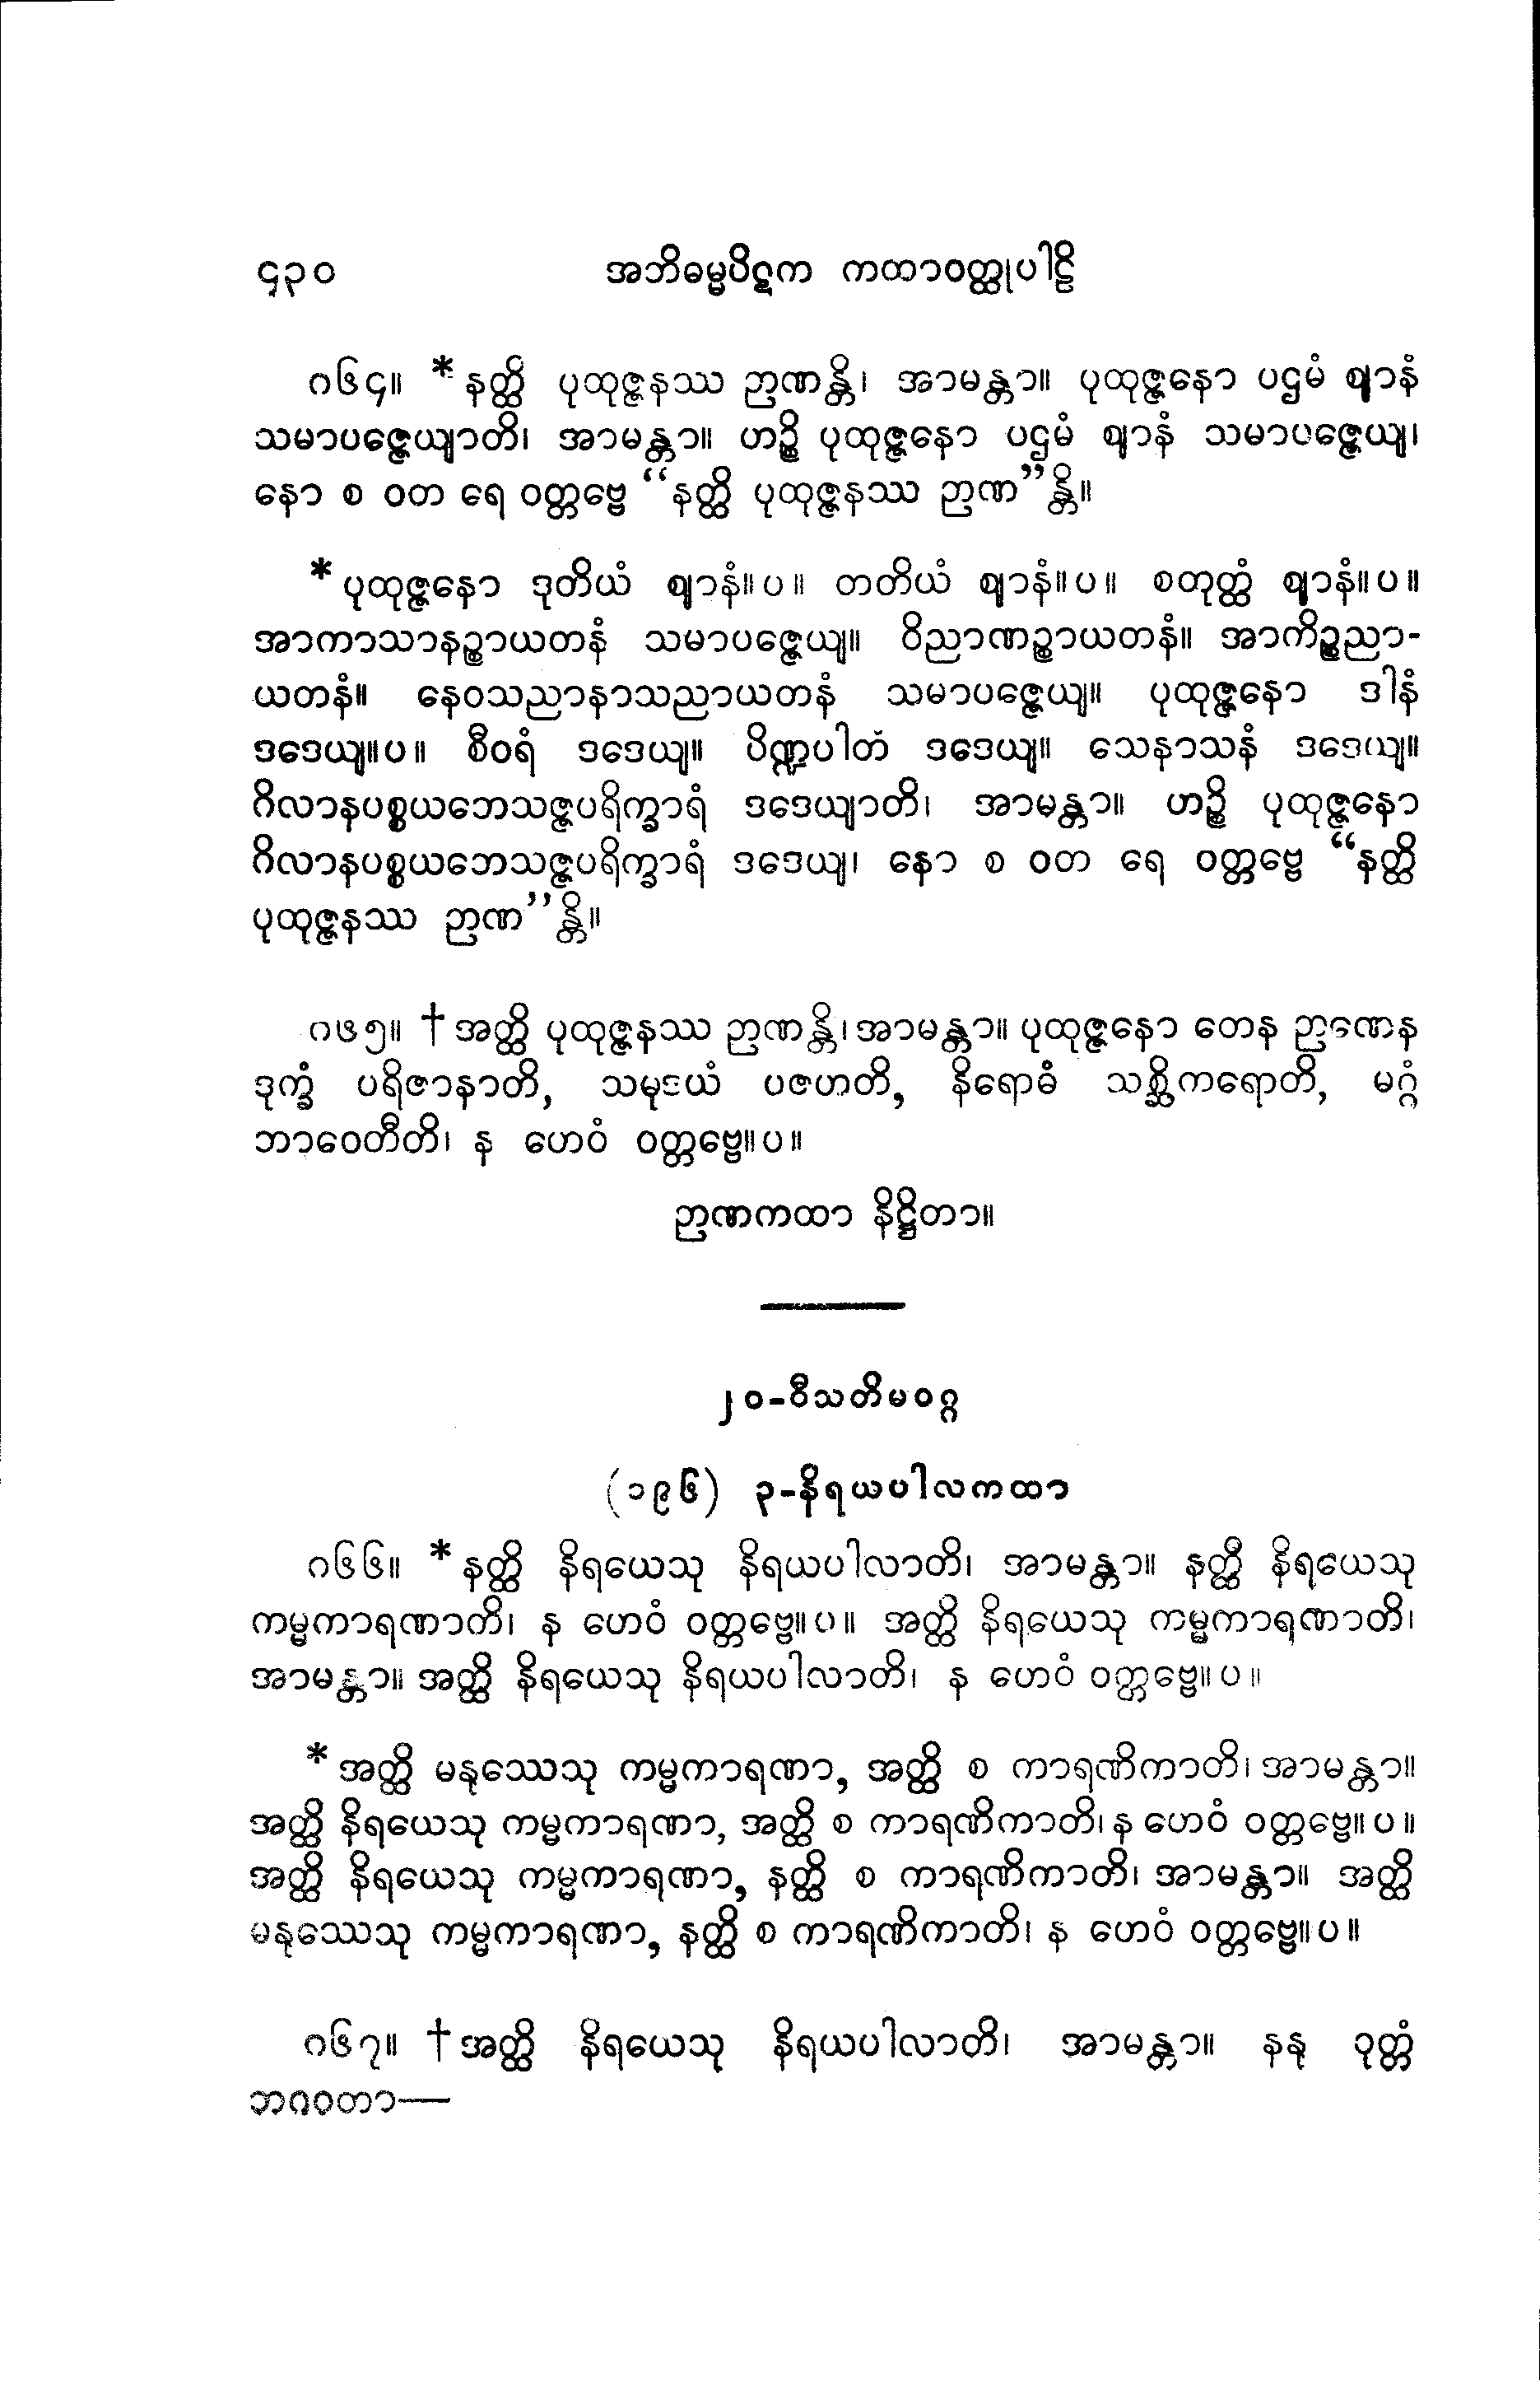 ၄၃၀ အဘိဓမ္မပိဋက ကထာဝတ္ထုပါဠိ
ဂ၆၄။ *နတ္ထိ ပုထုဇ္ဇနဿ ဉာဏန္တိ၊ အာမန္တာ။ ပုထုဇ္ဇနော ပဌမံ ဈာနံ
သမာပဇ္ဇေယျာတိ၊ အာမန္တာ။ ဟဉ္စိ ပုထုဇ္ဇနော ပဌမံ ဈာနံ သမာပဇ္ဇေယျ၊
နော စ ဝတ ရေ ဝတ္တဗ္ဗေ “နတ္ထိ ပုထုဇ္ဇနဿ ဉာဏ”န္တိ။
*ပုထုဇ္ဇနော ဒုတိယံ ဈာနံ။ပ။ တတိယံ ဈာနံ။ပ။ စတုတ္ထံ ဈာနံ။ပ။
အာကာသာနဉ္စာယတနံ သမာပဇ္ဇေယျ။ ဝိညာဏဉ္စာယတနံ။ အာကိဉ္စညာ-
ယတနံ။ နေဝသညာနာသညာယတနံ သမာပဇ္ဇေယျ။ ပုထုဇ္ဇနော ဒါနံ
ဒဒေယျ။ပ။ စီဝရံ ဒဒေယျ။ ပိဏ္ဍပါတံ ဒဒေယျ။ သေနာသနံ ဒဒေယျ။
ဂိလာနပစ္စယဘေသဇ္ဇပရိက္ခာရံ ဒဒေယျာတိ၊ အာမန္တာ။ ဟဉ္စိ ပုထုဇ္ဇနော
ဂိလာနပစ္စယဘေသဇ္ဇပရိက္ခာရံ ဒဒေယျ၊ နော စ ဝတ ရေ ဝတ္တဗ္ဗေ “နတ္ထိ
ပုထုဇ္ဇနဿ ဉာဏ”န္တိ။
ဂ၆၅။ †အတ္ထိ ပုထုဇ္ဇနဿ ဉာဏန္တိ၊ အာမန္တာ။ ပုထုဇ္ဇနော တေန ဉာဏေန
ဒုက္ခံ ပရိဇာနာတိ, သမုဒယံ ပဇဟတိ, နိရောဓံ သစ္ဆိကရောတိ, မဂ္ဂံ
ဘာဝေတီတိ၊ န ဟေဝံ ဝတ္တဗ္ဗေ။ပ။
ဉာဏကထာ နိဋ္ဌိတာ။
၂၀-ဝီသတိမဝဂ္ဂ
(၁၉၆) ၃-နိရယပါလကထာ
ဂ၆၆။ *နတ္ထိ နိရယေသု နိရယပါလာတိ၊ အာမန္တာ။ နတ္ထိ နိရယေသု
ကမ္မကာရဏာတိ၊ န ဟေဝံ ဝတ္တဗ္ဗေ။ပ။ အတ္ထိ နိရယေသု ကမ္မကာရဏာတိ၊
အာမန္တာ။ အတ္ထိ နိရယေသု နိရယပါလာတိ၊ န ဟေဝံ ဝတ္တဗ္ဗေ။ပ။
*အတ္ထိ မနုဿေသု ကမ္မကာရဏာ, အတ္ထိ စ ကာရဏိကာတိ၊ အာမန္တာ။
အတ္ထိ နိရယေသု ကမ္မကာရဏာ, အတ္ထိ စ ကာရဏိကာတိ၊ န ဟေဝံ ဝတ္တဗ္ဗေ။ပ။
အတ္ထိ နိရယေသု ကမ္မကာရဏာ, နတ္ထိ စ ကာရဏိကာတိ၊ အာမန္တာ။ အတ္ထိ
မနုဿေသု ကမ္မကာရဏာ, နတ္ထိ စ ကာရဏိကာတိ၊ န ဟေဝံ ဝတ္တဗ္ဗေ။ပ။
ဂ၆၇။ †အတ္ထိ နိရယေသု နိရယပါလာတိ၊ အာမန္တာ။ နနု ဝုတ္တံ
ဘဂဝတာ—